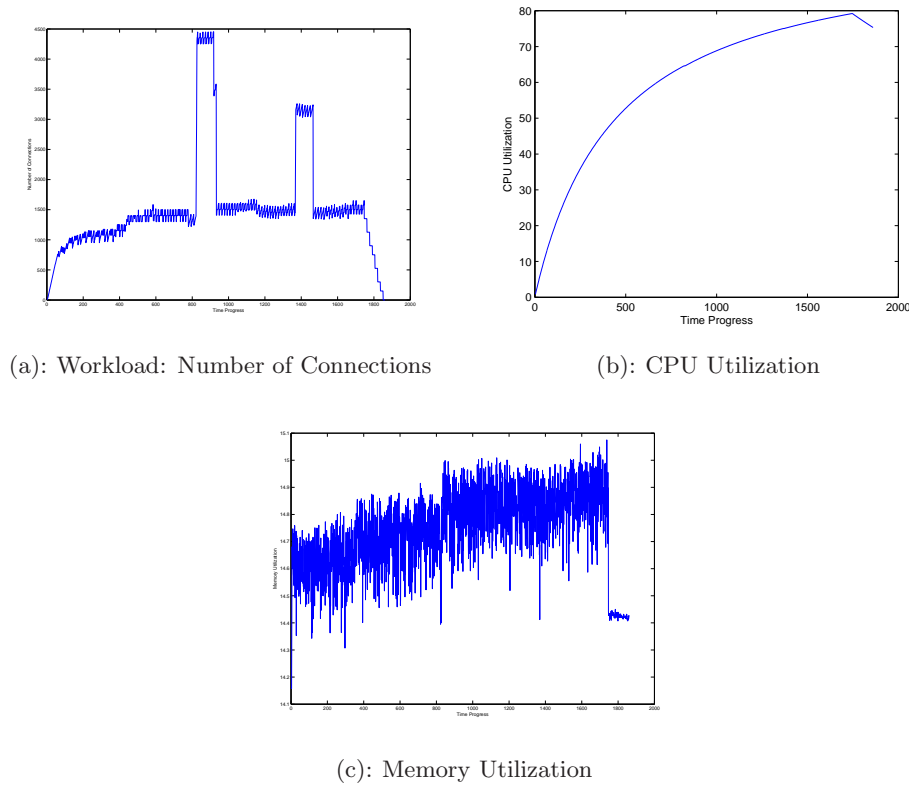 4500
4000
3500
3000
2500
2000
1500
1000
500
0
Number of Connections
0 200 400 600 800 1000 1200 1400 1600 1800 2000
Time Progress
80
70
60
50
40
30
20
10
0
CPU Utilization
0 500 1000 1500 2000
Time Progress
(a): Workload: Number of Connections
(b): CPU Utilization
15.1
15
14.9
14.8
14.7
14.6
14.5
14.4
14.3
14.2
14.1
Memory Utilization
0 200 400 600 800 1000 1200 1400 1600 1800 2000
Time Progress
(c): Memory Utilization